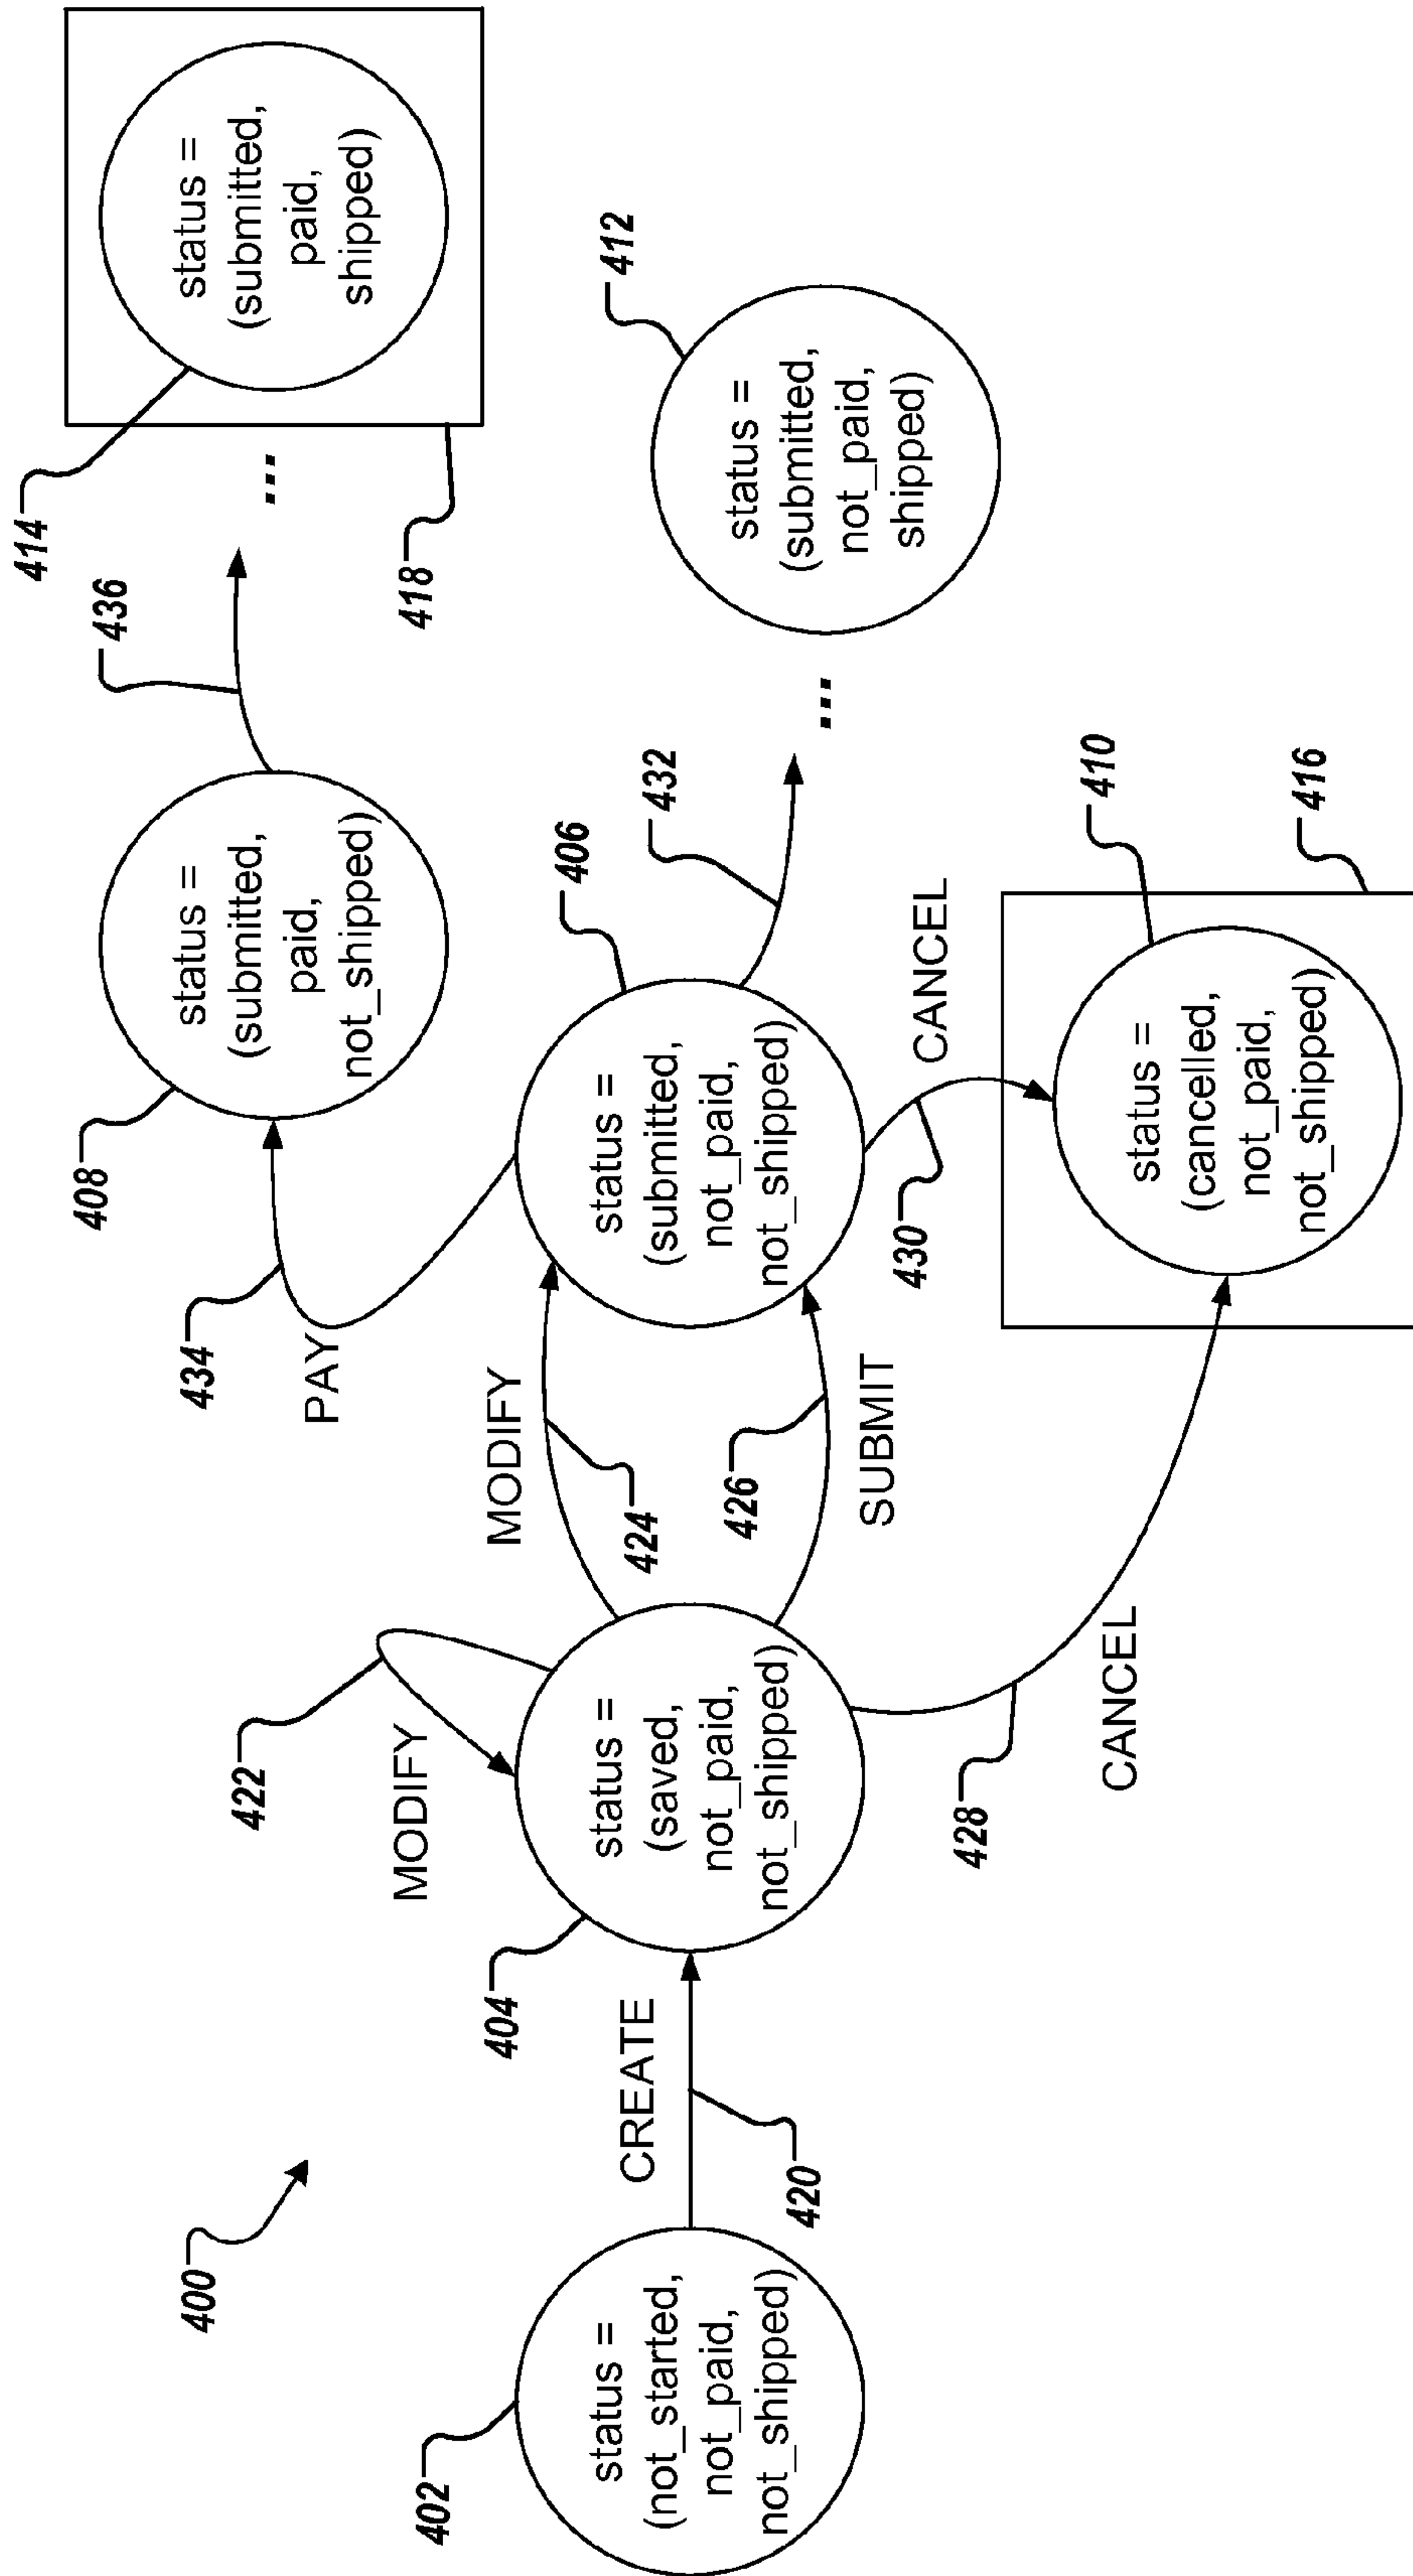 400
402
status =
(not_started,
not_paid,
not_shipped)
CREATE
420
404
status =
(saved,
not_paid,
not_shipped)
422
MODIFY
MODIFY
424
426
SUBMIT
428
CANCEL
406
status =
(submitted,
not_paid,
not_shipped)
434
PAY
408
status =
(submitted,
paid,
not_shipped)
436
...
414
status =
(submitted,
paid,
shipped)
418
432
...
412
status =
(submitted,
not_paid,
shipped)
430
CANCEL
410
status =
(cancelled,
not_paid,
not_shipped)
416